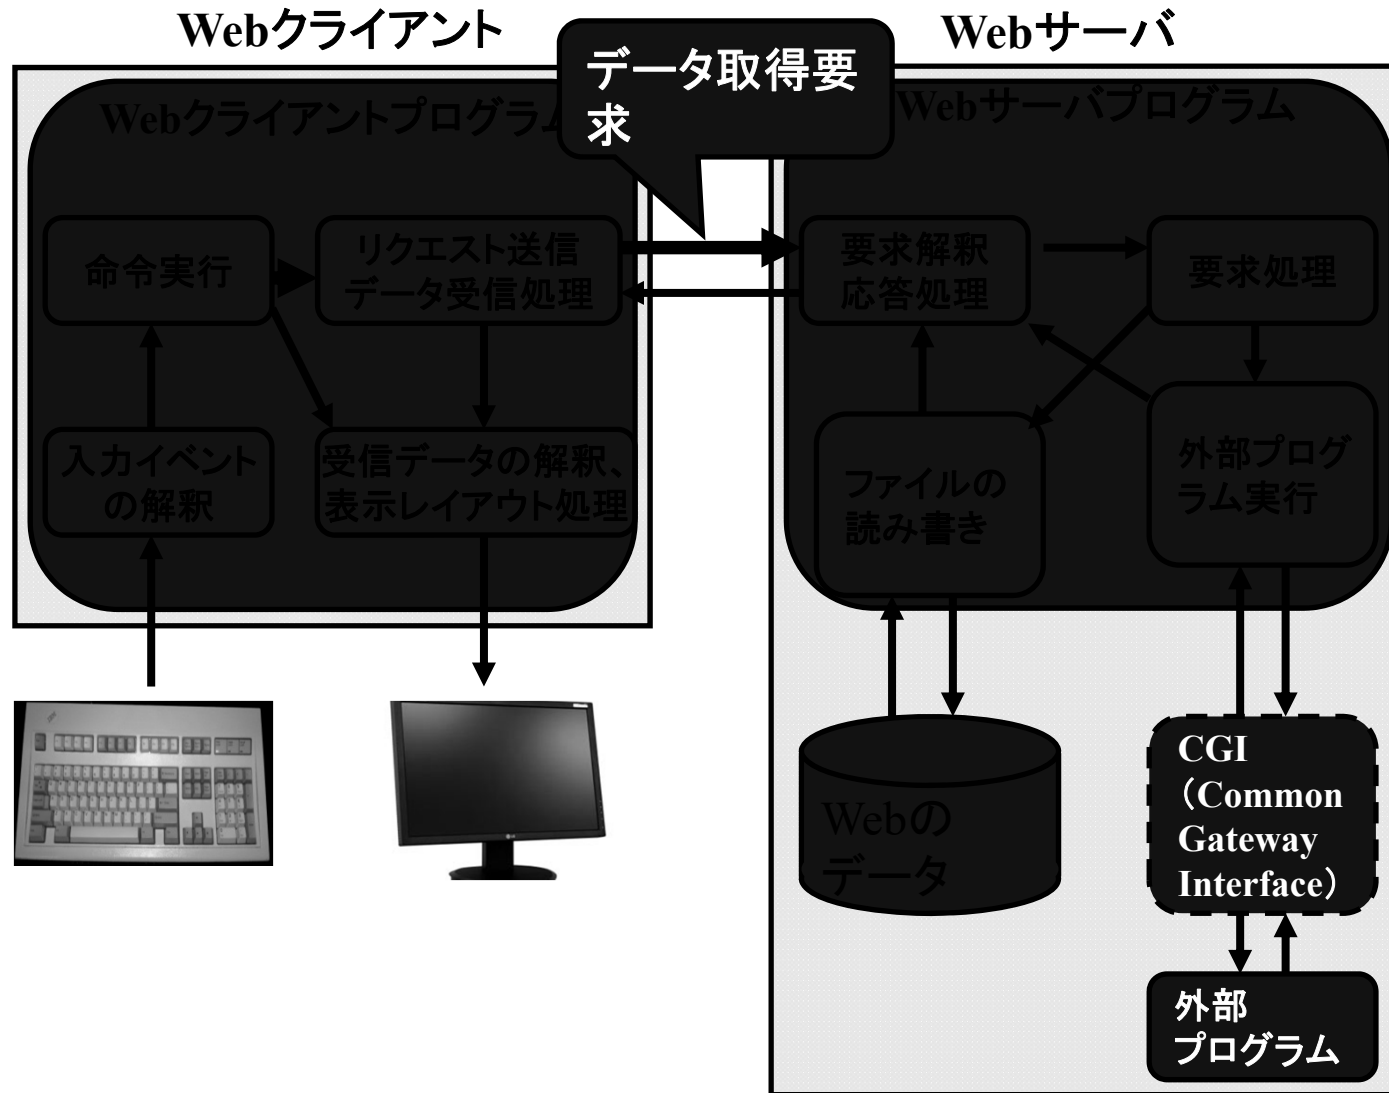 Webクライアント
Webサーバ
データ取得要
求
Webクライアントプログラム
Webサーバプログラム
命令実行
リクエスト送信
データ受信処理
要求解釈
応答処理
要求処理
入力イベント
の解釈
受信データの解釈、
表示レイアウト処理
ファイルの
読み書き
外部プログ
ラム実行
Webの
データ
CGI
（Common
Gateway
Interface）
外部
プログラム